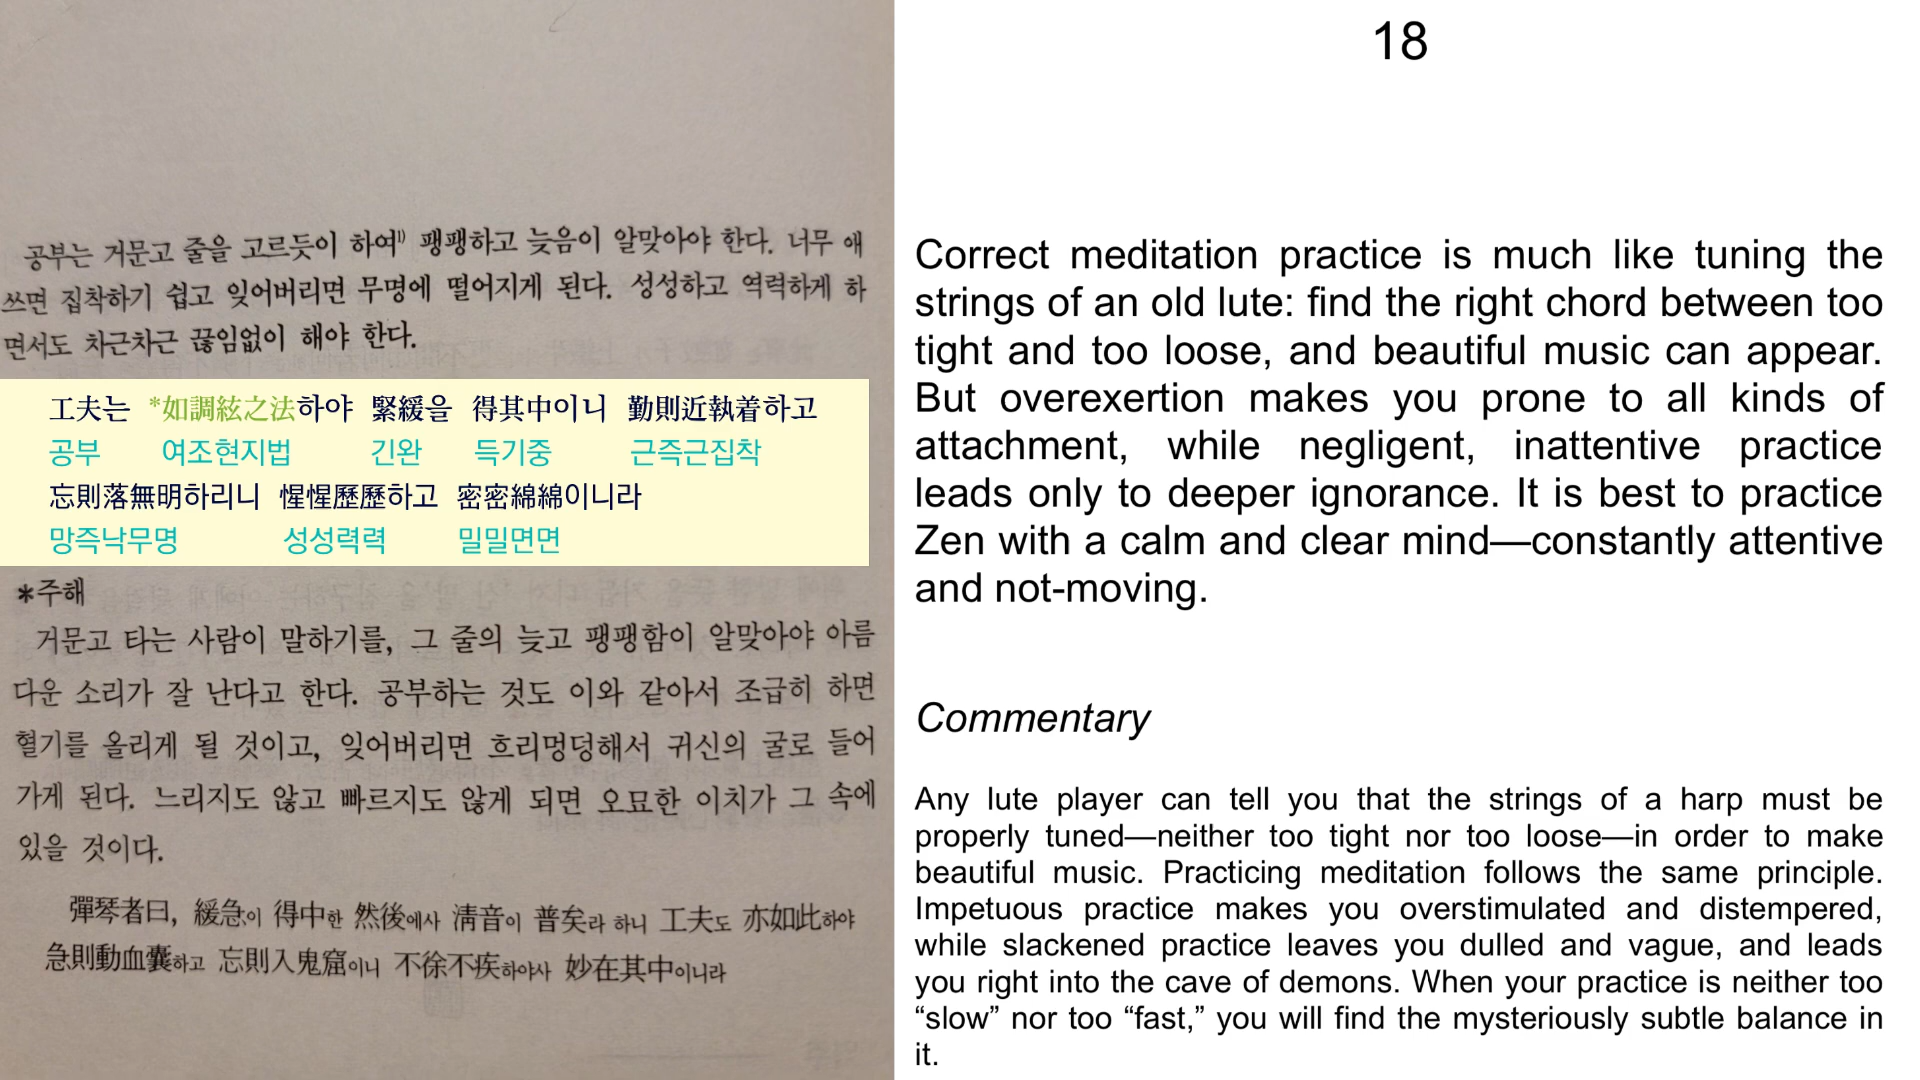 공부는 거문고 줄을 고르듯이 하여¹⁾ 팽팽하고 늦음이 알맞아야 한다. 너무 애
쓰면 집착하기 쉽고 잊어버리면 무명에 떨어지게 된다. 성성하고 역력하게 하
면서도 차근차근 끊임없이 해야 한다.
工夫는 *如調絃之法하야 緊緩을 得其中이니 勤則近執着하고
공부 여조현지법 긴완 득기중 근즉근집착
忘則落無明하리니 惺惺歷歷하고 密密綿綿이니라
망즉낙무명 성성력력 밀밀면면
*주해
거문고 타는 사람이 말하기를, 그 줄의 늦고 팽팽함이 알맞아야 아름
다운 소리가 잘 난다고 한다. 공부하는 것도 이와 같아서 조급히 하면
혈기를 올리게 될 것이고, 잊어버리면 흐리멍덩해서 귀신의 굴로 들어
가게 된다. 느리지도 않고 빠르지도 않게 되면 오묘한 이치가 그 속에
있을 것이다.
彈琴者曰, 緩急이 得中한 然後에사 淸音이 普矣라 하니 工夫도 亦如此하야
急則動血囊하고 忘則入鬼窟이니 不徐不疾하야사 妙在其中이니라
18
Correct meditation practice is much like tuning the
strings of an old lute: find the right chord between too
tight and too loose, and beautiful music can appear.
But overexertion makes you prone to all kinds of
attachment, while negligent, inattentive practice
leads only to deeper ignorance. It is best to practice
Zen with a calm and clear mind—constantly attentive
and not-moving.
Commentary
Any lute player can tell you that the strings of a harp must be
properly tuned—neither too tight nor too loose—in order to make
beautiful music. Practicing meditation follows the same principle.
Impetuous practice makes you overstimulated and distempered,
while slackened practice leaves you dulled and vague, and leads
you right into the cave of demons. When your practice is neither too
“slow” nor too “fast,” you will find the mysteriously subtle balance in
it.